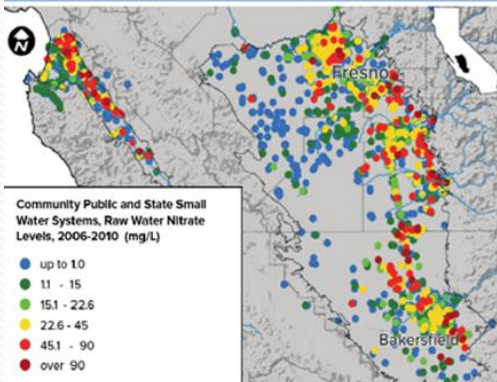 N
Fresno
Bakersfield
Community Public and State Small
Water Systems, Raw Water Nitrate
Levels, 2006-2010 (mg/L)
up to 1.0
1.1 - 15
15.1 - 22.6
22.6 - 45
45.1 - 90
over 90